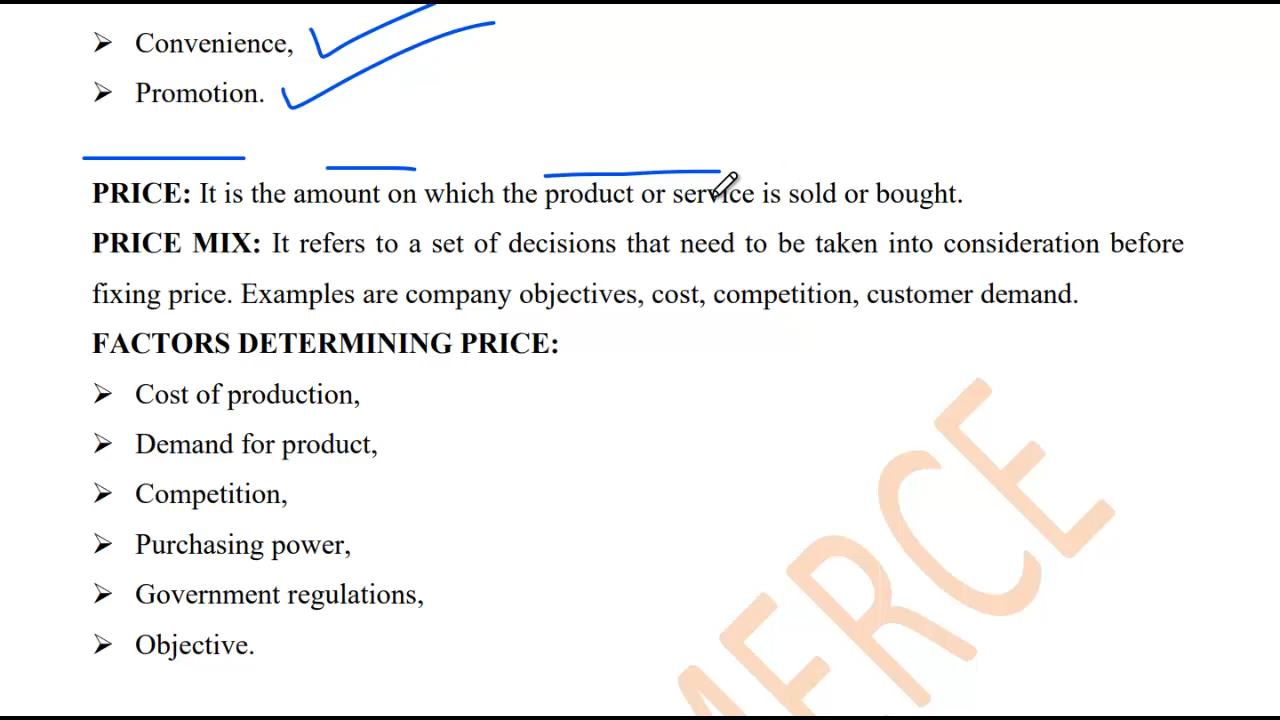 ➢ Convenience,
➢ Promotion.
PRICE: It is the amount on which the product or service is sold or bought.
PRICE MIX: It refers to a set of decisions that need to be taken into consideration before
fixing price. Examples are company objectives, cost, competition, customer demand.
FACTORS DETERMINING PRICE:
➢ Cost of production,
➢ Demand for product,
➢ Competition,
➢ Purchasing power,
➢ Government regulations,
➢ Objective.
MERCE